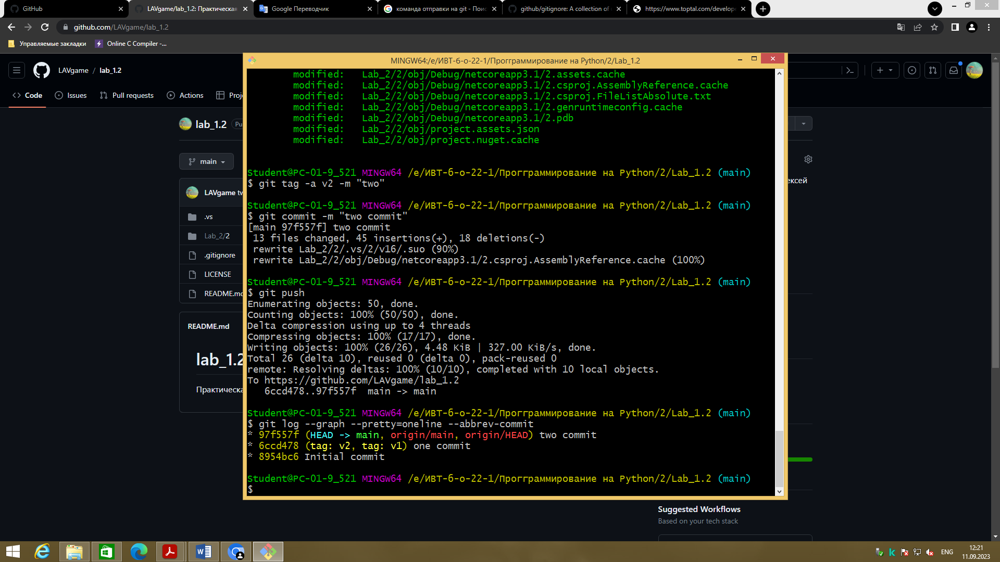 GitHub
LAVgame/lab_1.2: Практическая
Google Переводчик
команда отправки на git - Поис
github/gitignore: A collection of
https://www.toptal.com/develop
github.com/LAVgame/lab_1.2
Управляемые закладки
Online C Compiler -...
LAVgame / lab_1.2
Code
Issues
Pull requests
Actions
Proj
lab_1.2
Pu
main
LAVgame tw
.vs
Lab_2/2
.gitignore
LICENSE
README.md
README.md
lab_1.2
Практическа
ексей
MINGW64:/e/ИВТ-б-о-22-1/Прогграммирование на Python/2/Lab_1.2
modified: Lab_2/2/obj/Debug/netcoreapp3.1/2.assets.cache
modified: Lab_2/2/obj/Debug/netcoreapp3.1/2.csproj.AssemblyReference.cache
modified: Lab_2/2/obj/Debug/netcoreapp3.1/2.csproj.FileListAbsolute.txt
modified: Lab_2/2/obj/Debug/netcoreapp3.1/2.genruntimeconfig.cache
modified: Lab_2/2/obj/Debug/netcoreapp3.1/2.pdb
modified: Lab_2/2/obj/project.assets.json
modified: Lab_2/2/obj/project.nuget.cache
Student@PC-01-9_521 MINGW64 /e/ИВТ-б-о-22-1/Прогграммирование на Python/2/Lab_1.2 (main)
$ git tag -a v2 -m "two"
Student@PC-01-9_521 MINGW64 /e/ИВТ-б-о-22-1/Прогграммирование на Python/2/Lab_1.2 (main)
$ git commit -m "two commit"
[main 97f557f] two commit
13 files changed, 45 insertions(+), 18 deletions(-)
rewrite Lab_2/2/.vs/2/v16/.suo (90%)
rewrite Lab_2/2/obj/Debug/netcoreapp3.1/2.csproj.AssemblyReference.cache (100%)
Student@PC-01-9_521 MINGW64 /e/ИВТ-б-о-22-1/Прогграммирование на Python/2/Lab_1.2 (main)
$ git push
Enumerating objects: 50, done.
Counting objects: 100% (50/50), done.
Delta compression using up to 4 threads
Compressing objects: 100% (17/17), done.
Writing objects: 100% (26/26), 4.48 KiB | 327.00 KiB/s, done.
Total 26 (delta 10), reused 0 (delta 0), pack-reused 0
remote: Resolving deltas: 100% (10/10), completed with 10 local objects.
To https://github.com/LAVgame/lab_1.2
6ccd478..97f557f main -> main
Student@PC-01-9_521 MINGW64 /e/ИВТ-б-о-22-1/Прогграммирование на Python/2/Lab_1.2 (main)
$ git log --graph --pretty=oneline --abbrev-commit
* 97f557f (HEAD -> main, origin/main, origin/HEAD) two commit
* 6ccd478 (tag: v2, tag: v1) one commit
* 8954bc6 Initial commit
Student@PC-01-9_521 MINGW64 /e/ИВТ-б-о-22-1/Прогграммирование на Python/2/Lab_1.2 (main)
$
Suggested Workflows
Based on your tech stack
ENG
12:21
11.09.2023